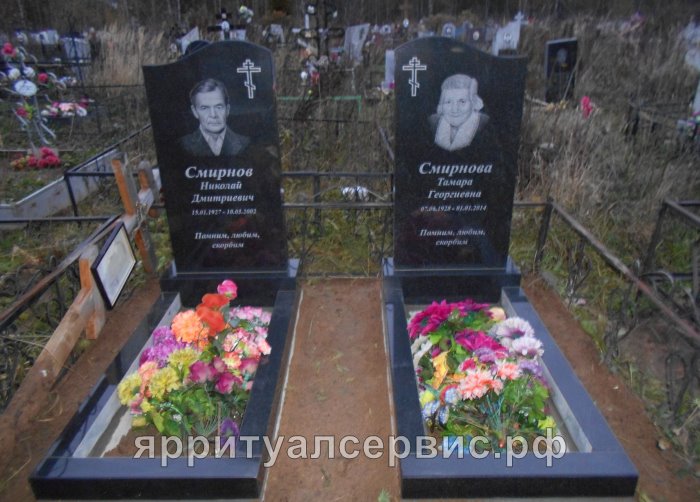 Смирнов
Николай
Дмитриевич
15.01.1927 - 10.05.2002
Помним, любим,
скорбим
Смирнова
Тамара
Георгиевна
07.06.1928 - 01.01.2014
Помним, любим,
скорбим
ярритуалсервис.рф